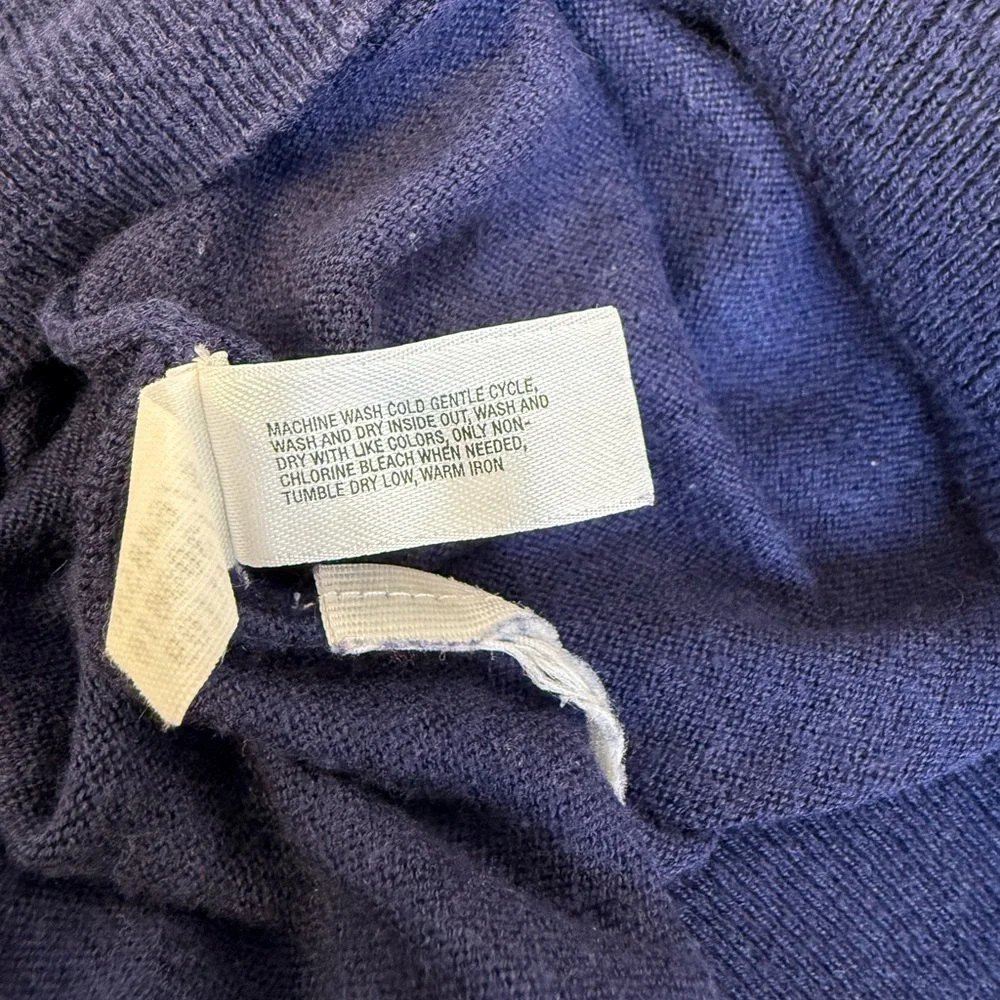 MACHINE WASH COLD GENTLE CYCLE,
WASH AND DRY INSIDE OUT, WASH AND
DRY WITH LIKE COLORS, ONLY NON-
CHLORINE BLEACH WHEN NEEDED,
TUMBLE DRY LOW, WARM IRON